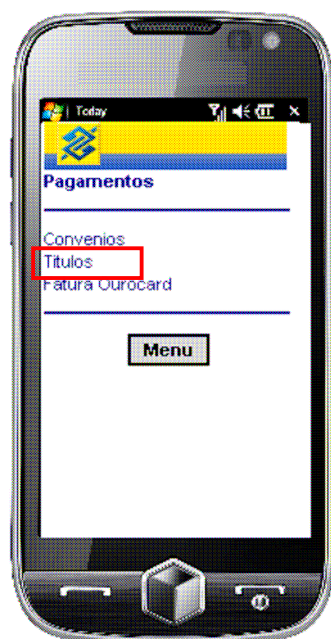 Today
Pagamentos
Convenios
Titulos
Fatura Ourocard
Menu